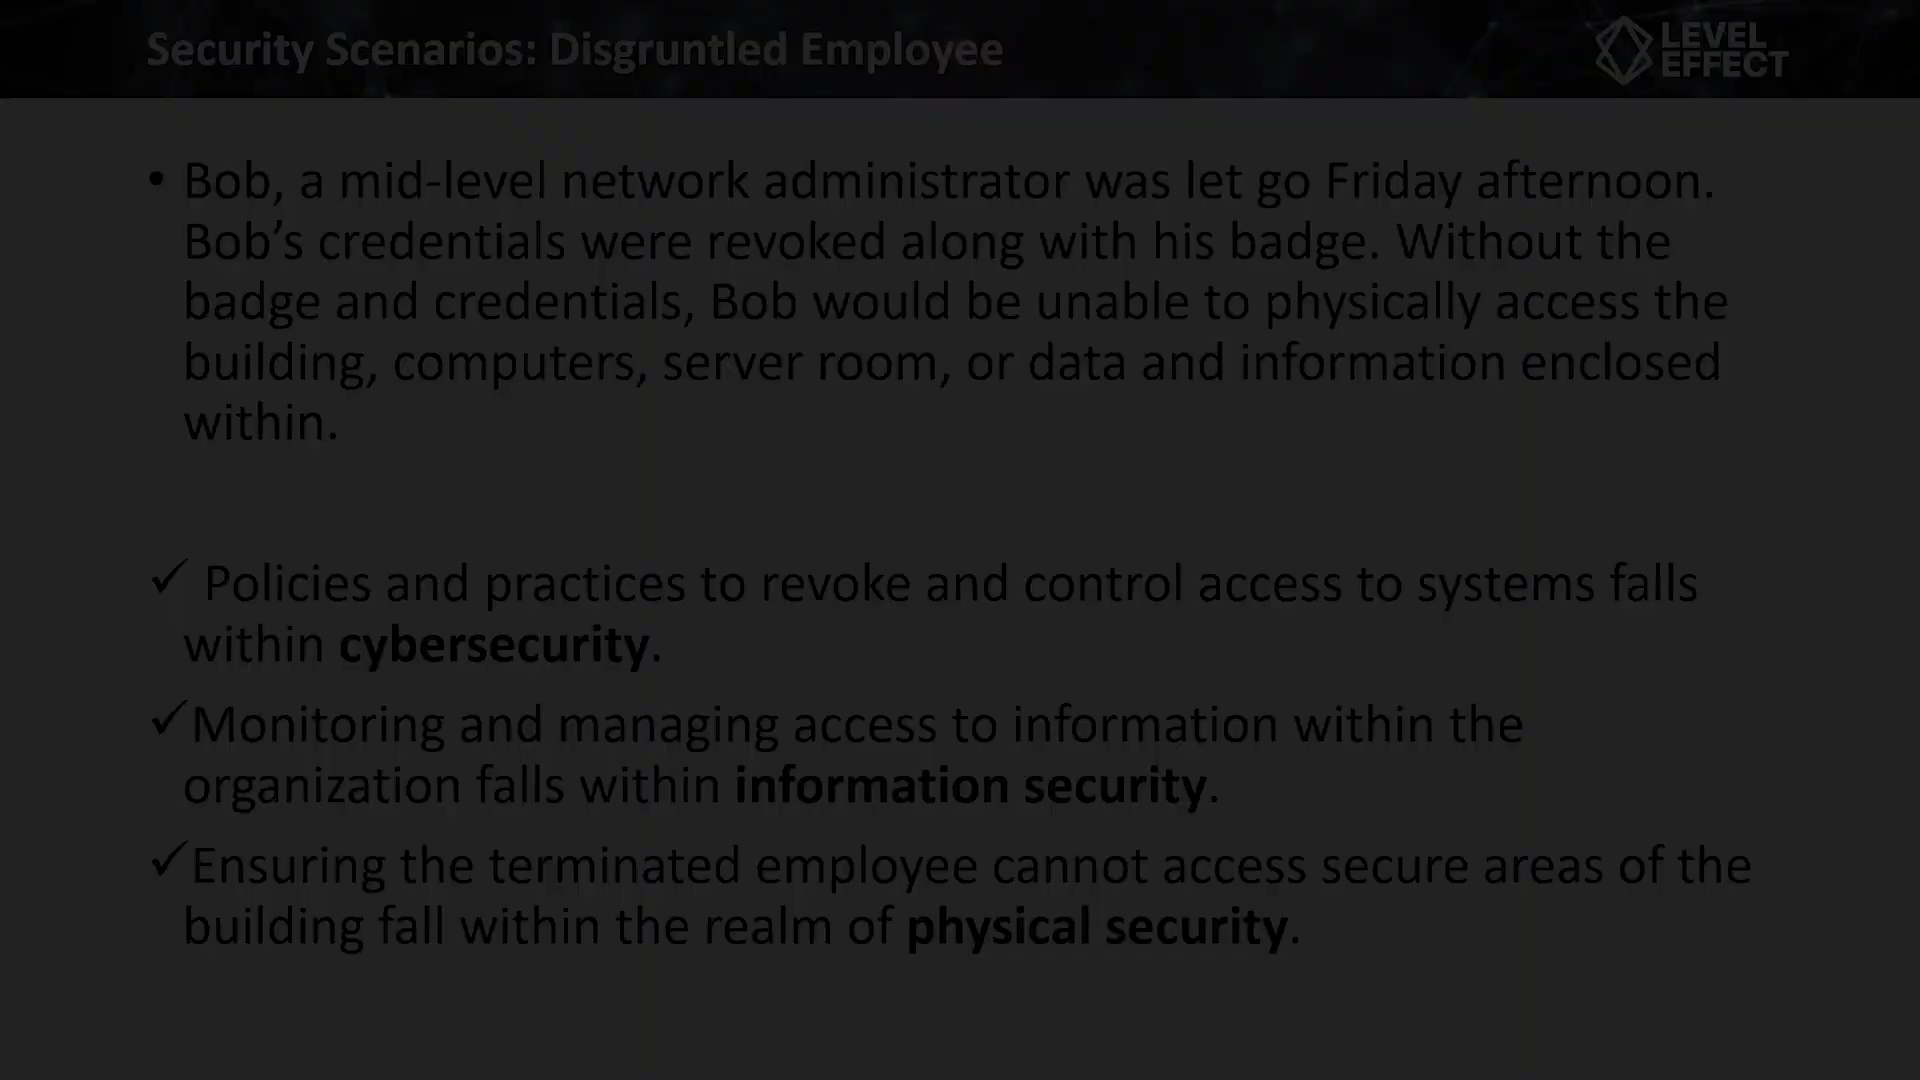 Security Scenarios: Disgruntled Employee
LEVEL
EFFECT
• Bob, a mid-level network administrator was let go Friday afternoon.
Bob’s credentials were revoked along with his badge. Without the
badge and credentials, Bob would be unable to physically access the
building, computers, server room, or data and information enclosed
within.
✓ Policies and practices to revoke and control access to systems falls
within cybersecurity.
✓Monitoring and managing access to information within the
organization falls within information security.
✓Ensuring the terminated employee cannot access secure areas of the
building fall within the realm of physical security.